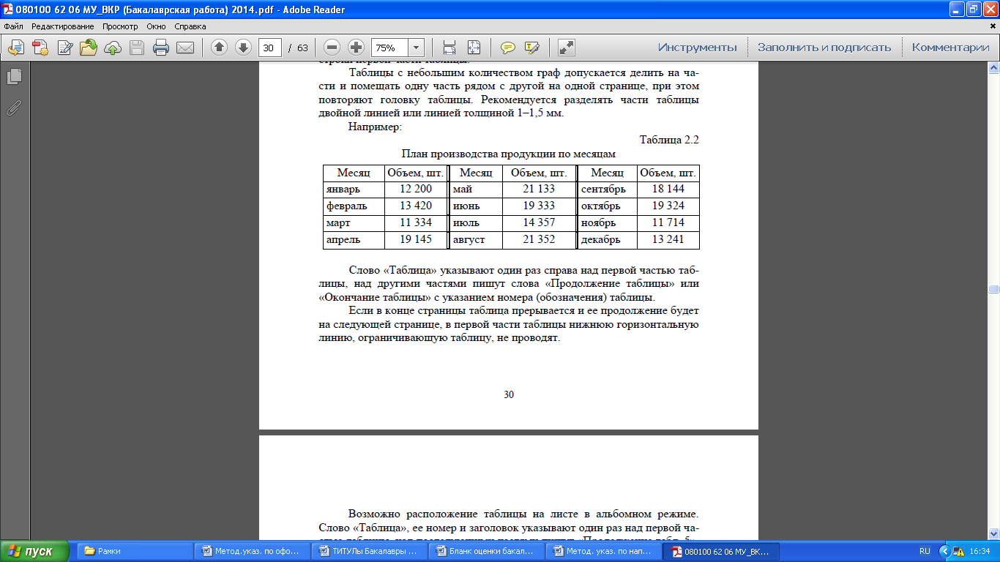 080100 62 06 МУ_ВКР (Бакалаврская работа) 2014.pdf - Adobe Reader
Файл Редактирование Просмотр Окно Справка
30 / 63 75% Инструменты Заполнить и подписать Комментарии
строки первой части таблицы.
Таблицы с небольшим количеством граф допускается делить на ча-
сти и помещать одну часть рядом с другой на одной странице, при этом
повторяют головку таблицы. Рекомендуется разделять части таблицы
двойной линией или линией толщиной 1–1,5 мм.
Например:
Таблица 2.2
План производства продукции по месяцам
Месяц Объем, шт. Месяц Объем, шт. Месяц Объем, шт.
январь 12 200 май 21 133 сентябрь 18 144
февраль 13 420 июнь 19 333 октябрь 19 324
март 11 334 июль 14 357 ноябрь 11 714
апрель 19 145 август 21 352 декабрь 13 241
Слово «Таблица» указывают один раз справа над первой частью таб-
лицы, над другими частями пишут слова «Продолжение таблицы» или
«Окончание таблицы» с указанием номера (обозначения) таблицы.
Если в конце страницы таблица прерывается и ее продолжение будет
на следующей странице, в первой части таблицы нижнюю горизонтальную
линию, ограничивающую таблицу, не проводят.
30
Возможно расположение таблицы на листе в альбомном режиме.
Слово «Таблица», ее номер и заголовок указывают один раз над первой ча-
пуск Рамки Метод.указ. по офо... ТИТУЛы Бакалавры ... Бланк оценки бакал... Метод. указ. по нап... 080100 62 06 МУ_ВК... RU 16:34